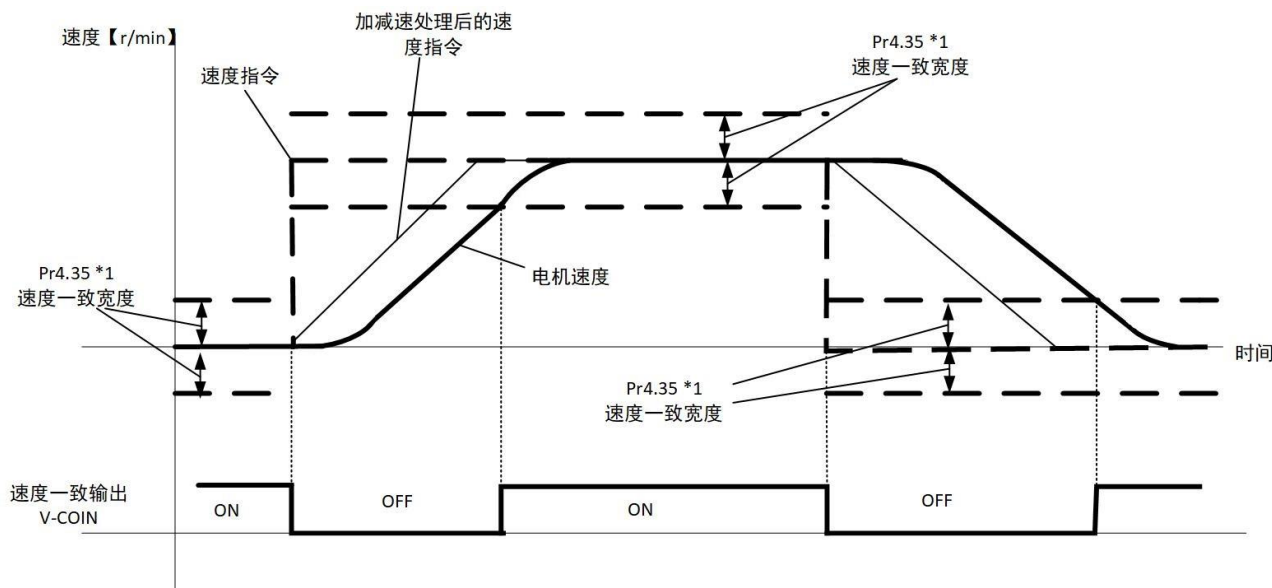 加减速处理后的速
度指令
速度【r/min】
速度指令
Pr4.35 *1
速度一致宽度
电机速度
Pr4.35 *1
速度一致宽度
时间
Pr4.35 *1
速度一致宽度
速度一致输出
V-COIN
ON
OFF
ON
OFF